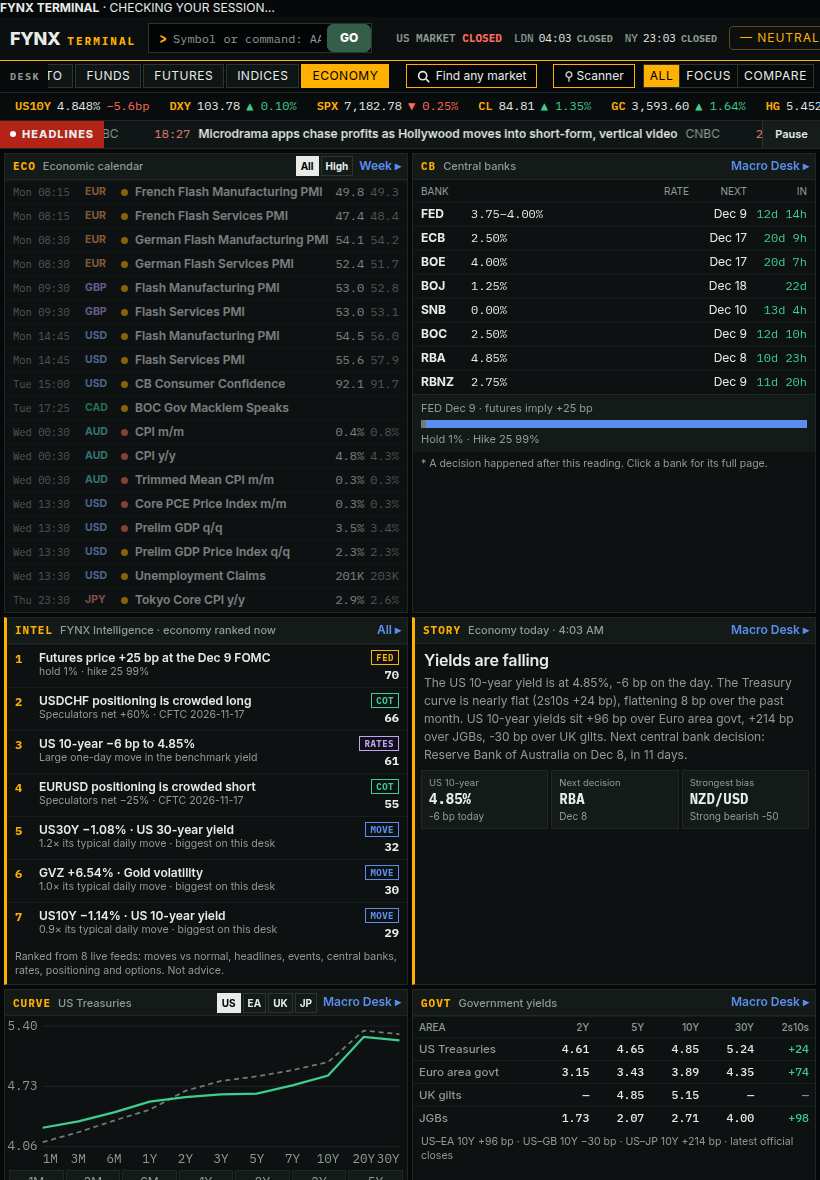 FYNX TERMINAL · CHECKING YOUR SESSION...
FYNX TERMINAL > Symbol or command: GO US MARKET CLOSED LDN 04:03 CLOSED NY 23:03 CLOSED — NEUTRAL
DESK FUNDS FUTURES INDICES ECONOMY Find any market Scanner ALL FOCUS COMPARE
US10Y 4.848% −5.6bp DXY 103.78 ▲ 0.10% SPX 7,182.78 ▼ 0.25% CL 84.81 ▲ 1.35% GC 3,593.60 ▲ 1.64% HG 5.452
HEADLINES 18:27 Microdrama apps chase profits as Hollywood moves into short-form, vertical video CNBC Pause
ECO Economic calendar All High Week ▸
Mon 08:15 EUR French Flash Manufacturing PMI 49.8 49.3
Mon 08:15 EUR French Flash Services PMI 47.4 48.4
Mon 08:30 EUR German Flash Manufacturing PMI 54.1 54.2
Mon 08:30 EUR German Flash Services PMI 52.4 51.7
Mon 09:30 GBP Flash Manufacturing PMI 53.0 52.8
Mon 09:30 GBP Flash Services PMI 53.0 53.1
Mon 14:45 USD Flash Manufacturing PMI 54.5 56.0
Mon 14:45 USD Flash Services PMI 55.6 57.9
Tue 15:00 USD CB Consumer Confidence 92.1 91.7
Tue 17:25 CAD BOC Gov Macklem Speaks
Wed 00:30 AUD CPI m/m 0.4% 0.8%
Wed 00:30 AUD CPI y/y 4.8% 4.3%
Wed 00:30 AUD Trimmed Mean CPI m/m 0.3% 0.3%
Wed 13:30 USD Core PCE Price Index m/m 0.3% 0.3%
Wed 13:30 USD Prelim GDP q/q 3.5% 3.4%
Wed 13:30 USD Prelim GDP Price Index q/q 2.3% 2.3%
Wed 13:30 USD Unemployment Claims 201K 203K
Thu 23:30 JPY Tokyo Core CPI y/y 2.9% 2.6%
CB Central banks Macro Desk ▸
BANK RATE NEXT IN
FED 3.75–4.00% Dec 9 12d 14h
ECB 2.50% Dec 17 20d 9h
BOE 4.00% Dec 17 20d 7h
BOJ 1.25% Dec 18 22d
SNB 0.00% Dec 10 13d 4h
BOC 2.50% Dec 9 12d 10h
RBA 4.85% Dec 8 10d 23h
RBNZ 2.75% Dec 9 11d 20h
FED Dec 9 · futures imply +25 bp
Hold 1% · Hike 25 99%
* A decision happened after this reading. Click a bank for its full page.
INTEL FYNX Intelligence · economy ranked now All ▸
1 Futures price +25 bp at the Dec 9 FOMC FED
hold 1% · hike 25 99% 70
2 USDCHF positioning is crowded long COT
Speculators net +60% · CFTC 2026-11-17 66
3 US 10-year −6 bp to 4.85% RATES
Large one-day move in the benchmark yield 61
4 EURUSD positioning is crowded short COT
Speculators net −25% · CFTC 2026-11-17 55
5 US30Y −1.08% · US 30-year yield MOVE
1.2× its typical daily move · biggest on this desk 32
6 GVZ +6.54% · Gold volatility MOVE
1.0× its typical daily move · biggest on this desk 30
7 US10Y −1.14% · US 10-year yield MOVE
0.9× its typical daily move · biggest on this desk 29
Ranked from 8 live feeds: moves vs normal, headlines, events, central banks,
rates, positioning and options. Not advice.
STORY Economy today · 4:03 AM Macro Desk ▸
Yields are falling
The US 10-year yield is at 4.85%, -6 bp on the day. The Treasury
curve is nearly flat (2s10s +24 bp), flattening 8 bp over the past
month. US 10-year yields sit +96 bp over Euro area govt, +214 bp
over JGBs, -30 bp over UK gilts. Next central bank decision:
Reserve Bank of Australia on Dec 8, in 11 days.
US 10-year Next decision Strongest bias
4.85% RBA NZD/USD
-6 bp today Dec 8 Strong bearish -50
CURVE US Treasuries US EA UK JP Macro Desk ▸
5.40
4.73
4.06
1M 3M 6M 1Y 2Y 3Y 5Y 7Y 10Y 20Y 30Y
GOVT Government yields Macro Desk ▸
AREA 2Y 5Y 10Y 30Y 2s10s
US Treasuries 4.61 4.65 4.85 5.24 +24
Euro area govt 3.15 3.43 3.89 4.35 +74
UK gilts — 4.85 5.15 — —
JGBs 1.73 2.07 2.71 4.00 +98
US–EA 10Y +96 bp · US–GB 10Y −30 bp · US–JP 10Y +214 bp · latest official
closes